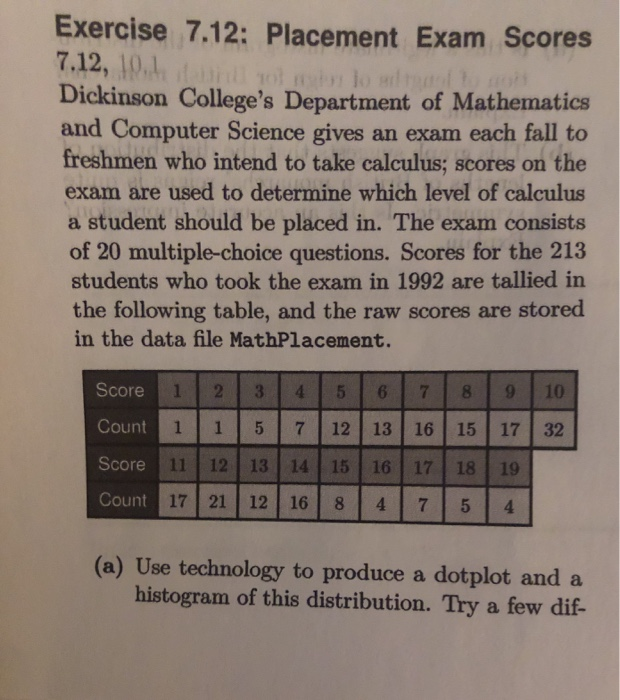 Exercise 7.12: Placement Exam Scores
7.12, 10.1
Dickinson College's Department of Mathematics
and Computer Science gives an exam each fall to
freshmen who intend to take calculus; scores on the
exam are used to determine which level of calculus
a student should be placed in. The exam consists
of 20 multiple-choice questions. Scores for the 213
students who took the exam in 1992 are tallied in
the following table, and the raw scores are stored
in the data file MathPlacement.
Score 1 2 3 4 5 6 7 8 9 10
Count 1 1 5 7 12 13 16 15 17 32
Score 11 12 13 14 15 16 17 18 19
Count 17 21 12 16 8 4 7 5 4
(a) Use technology to produce a dotplot and a
histogram of this distribution. Try a few dif-